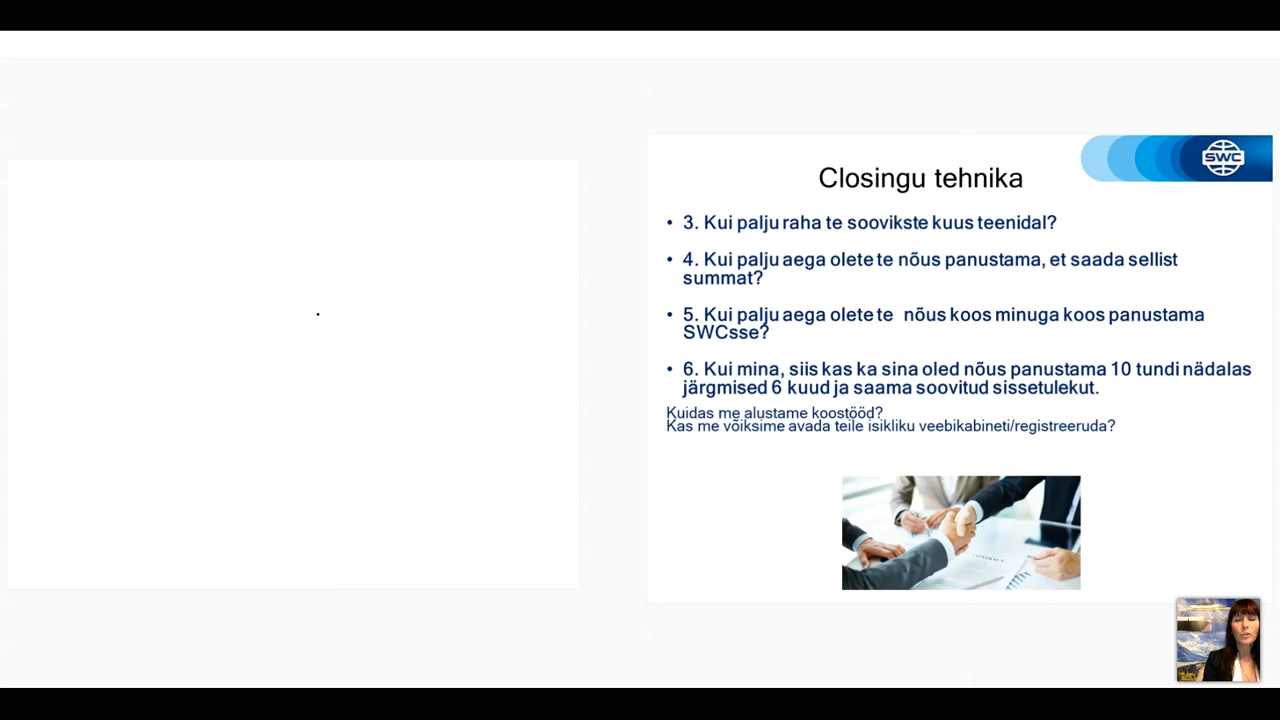 SWC
Closingu tehnika
• 3. Kui palju raha te soovikste kuus teenidal?
• 4. Kui palju aega olete te nõus panustama, et saada sellist
summat?
• 5. Kui palju aega olete te nõus koos minuga koos panustama
SWCsse?
• 6. Kui mina, siis kas ka sina oled nõus panustama 10 tundi nädalas
järgmised 6 kuud ja saama soovitud sissetulekut.
Kuidas me alustame koostööd?
Kas me võiksime avada teile isikliku veebikabineti/registreeruda?
CONTRACT